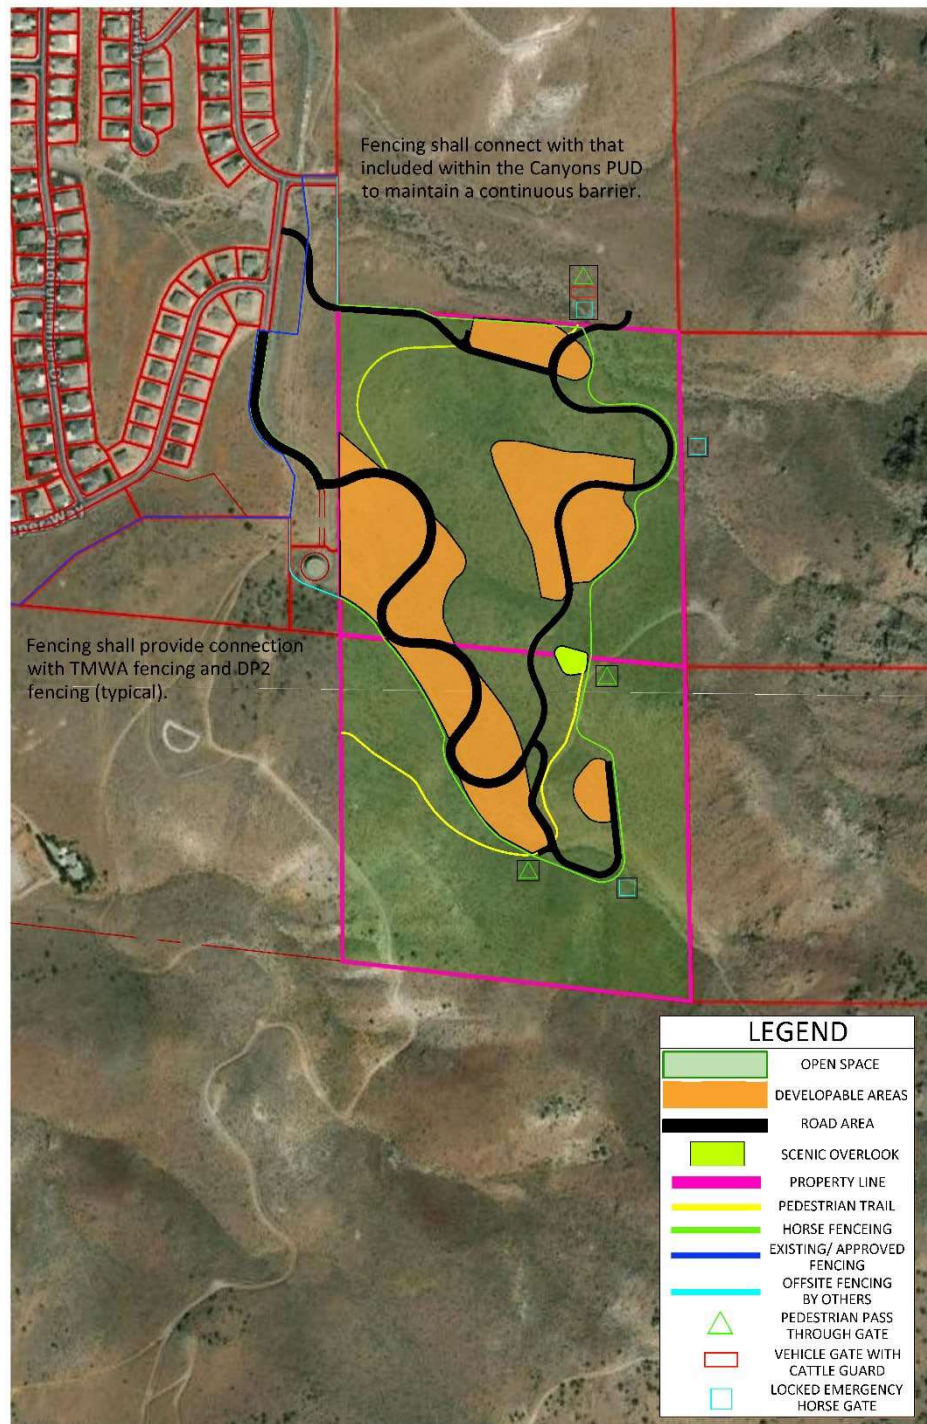 Fencing shall connect with that
included within the Canyons PUD
to maintain a continuous barrier.
Fencing shall provide connection
with TMWA fencing and DP2
fencing (typical).
LEGEND
OPEN SPACE
DEVELOPABLE AREAS
ROAD AREA
SCENIC OVERLOOK
PROPERTY LINE
PEDESTRIAN TRAIL
HORSE FENCEING
EXISTING/ APPROVED
FENCING
OFFSITE FENCING
BY OTHERS
PEDESTRIAN PASS
THROUGH GATE
VEHICLE GATE WITH
CATTLE GUARD
LOCKED EMERGENCY
HORSE GATE